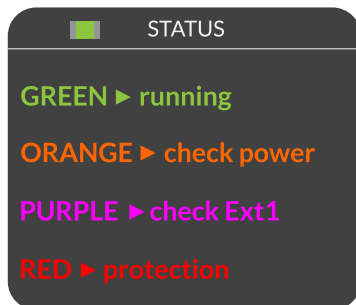 STATUS
GREEN ► running
ORANGE ► check power
PURPLE ► check Ext1
RED ► protection